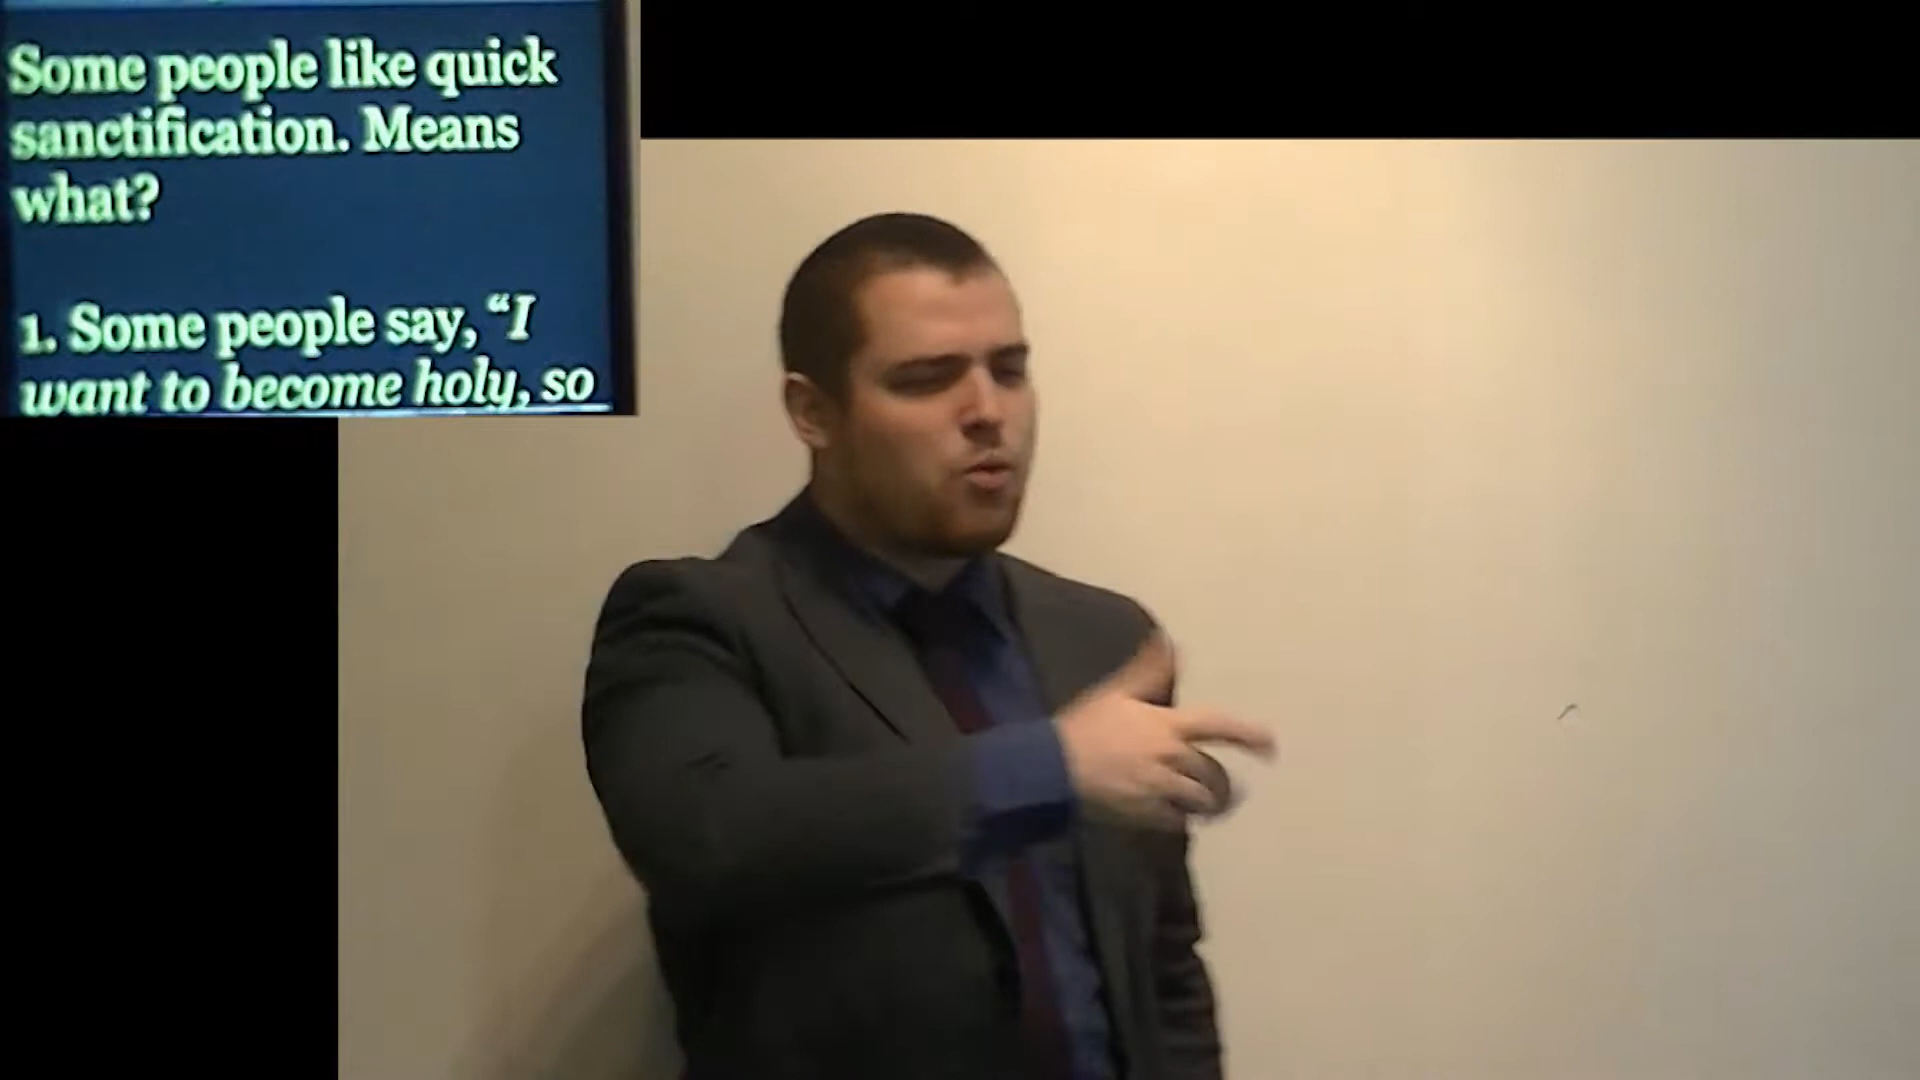 Some people like quick
sanctification. Means
what?
1. Some people say, “I
want to become holy, so